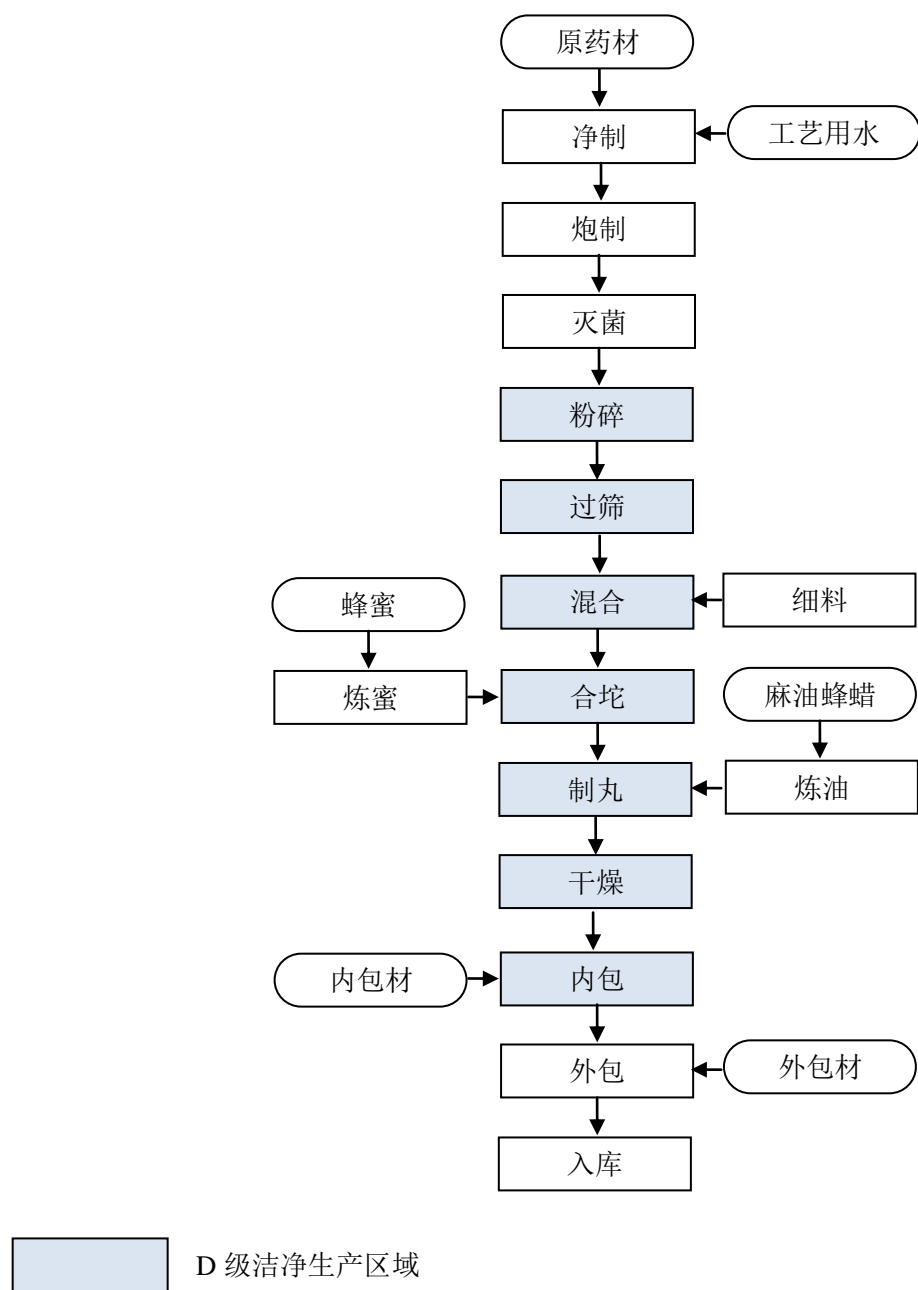 原药材
净制
工艺用水
炮制
灭菌
粉碎
过筛
蜂蜜
混合
细料
炼蜜
合坨
麻油蜂蜡
制丸
炼油
干燥
内包材
内包
外包
外包材
入库
D 级洁净生产区域